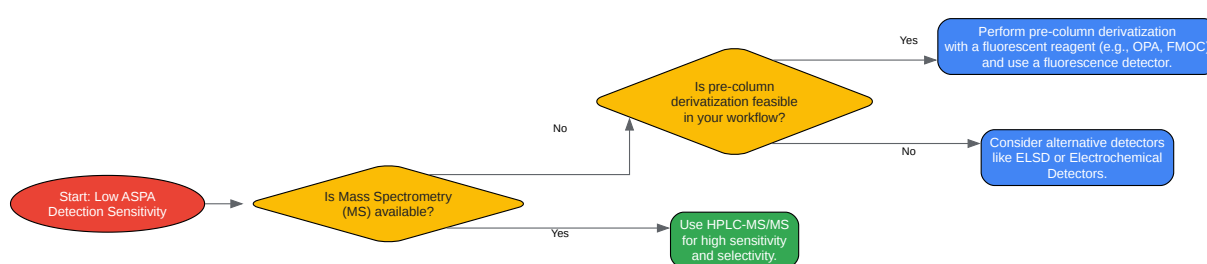 Start: Low ASPA
Detection Sensitivity
Is Mass Spectrometry
(MS) available?
No
Yes
Is pre-column
derivatization feasible
in your workflow?
Yes
No
Perform pre-column derivatization
with a fluorescent reagent (e.g., OPA, FMOC)
and use a fluorescence detector.
Consider alternative detectors
like ELSD or Electrochemical
Detectors.
Use HPLC-MS/MS
for high sensitivity
and selectivity.